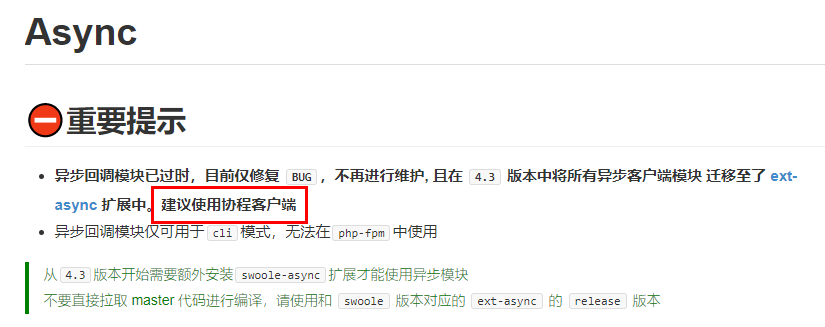 Async
重要提示
异步回调模块已过时，目前仅修复 BUG ，不再进行维护, 且在 4.3 版本中将所有异步客户端模块 迁移至了 ext-
async 扩展中。建议使用协程客户端
异步回调模块仅可用于 cli 模式，无法在 php-fpm 中使用
从 4.3 版本开始需要额外安装 swoole-async 扩展才能使用异步模块
不要直接拉取 master 代码进行编译，请使用和 swoole 版本对应的 ext-async 的 release 版本